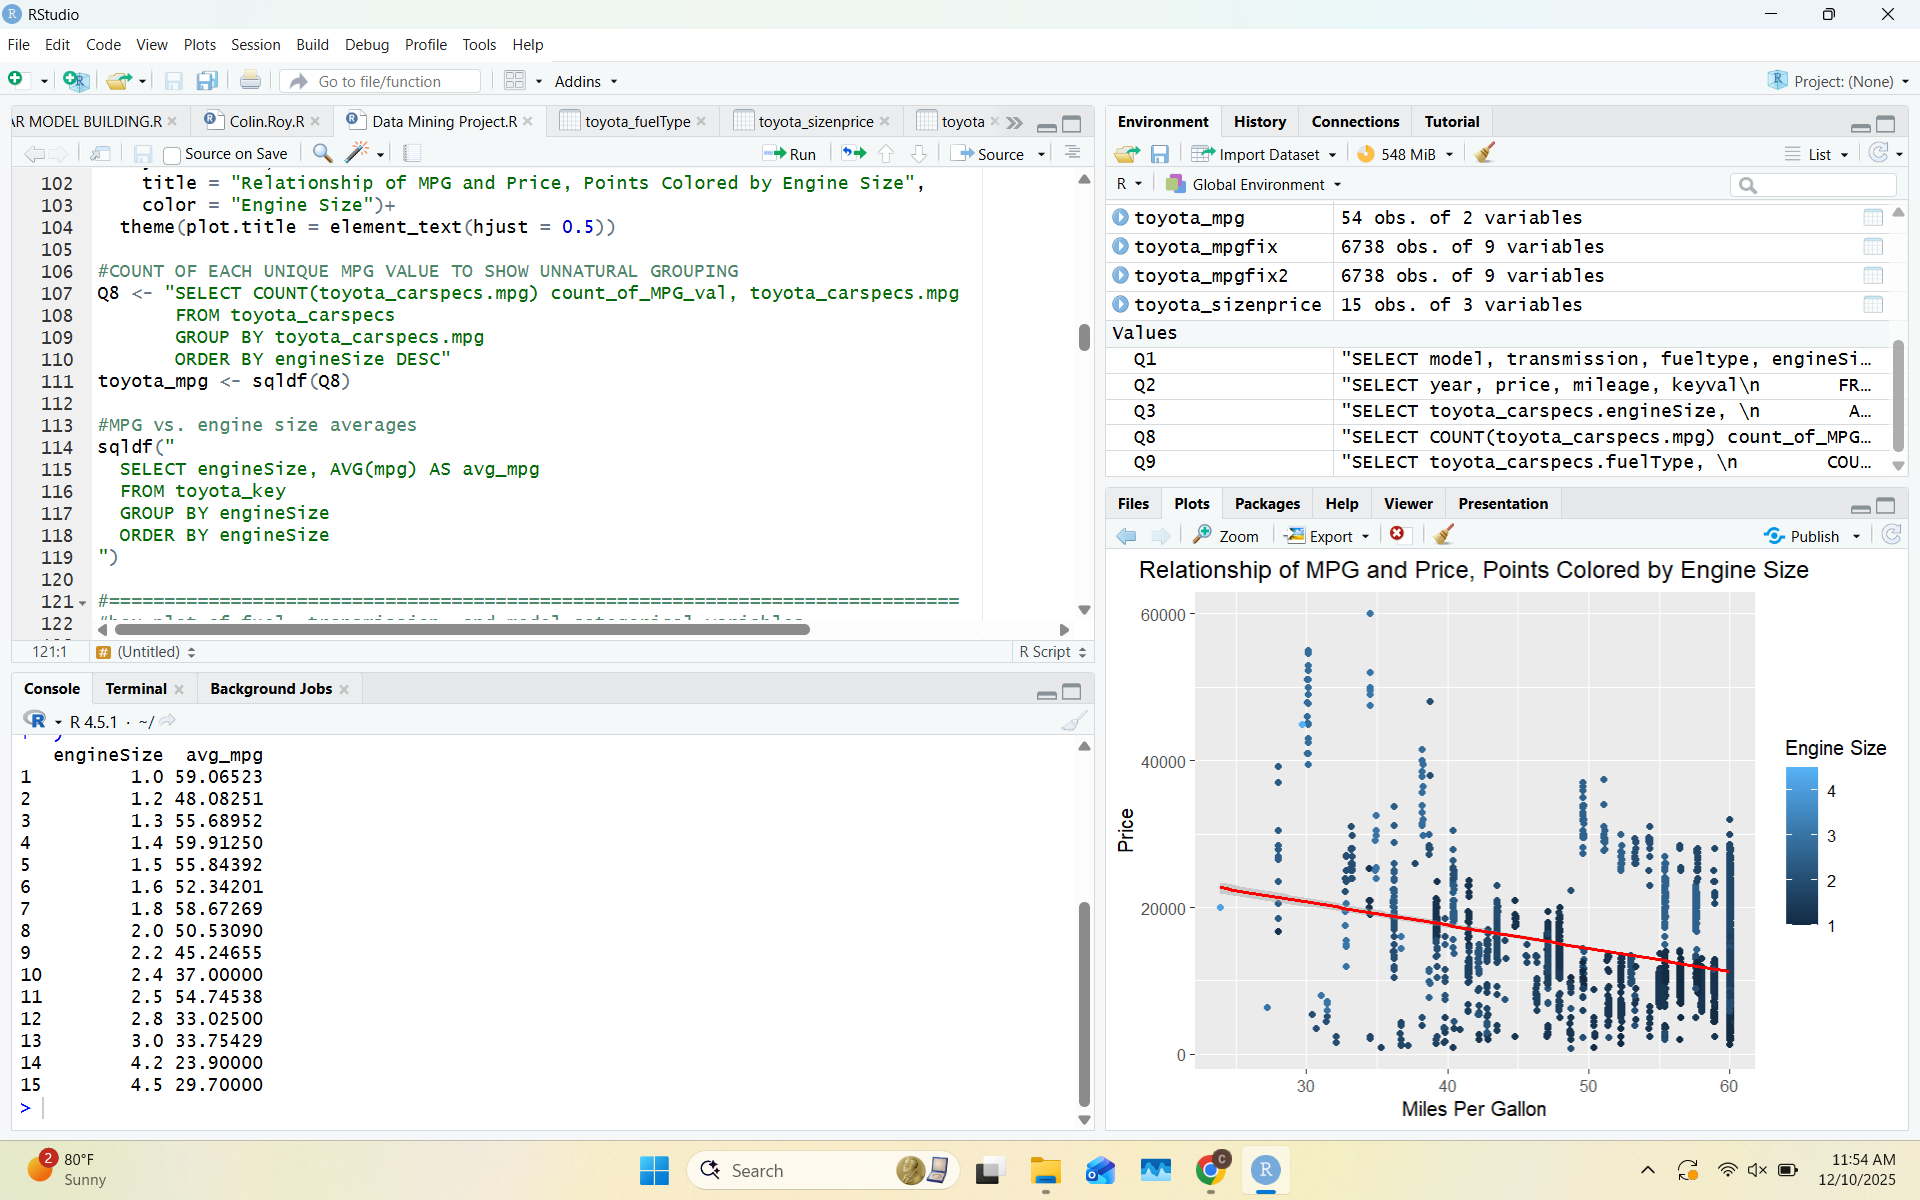 RStudio
File Edit Code View Plots Session Build Debug Profile Tools Help
Go to file/function Addins Project: (None)
AR MODEL BUILDING.R Colin.Roy.R Data Mining Project.R toyota_fuelType toyota_sizenprice toyota
Source on Save Run Source
102 title = "Relationship of MPG and Price, Points Colored by Engine Size",
103 color = "Engine Size")+
104 theme(plot.title = element_text(hjust = 0.5))
105
106 #COUNT OF EACH UNIQUE MPG VALUE TO SHOW UNNATURAL GROUPING
107 Q8 <- "SELECT COUNT(toyota_carspecs.mpg) count_of_MPG_val, toyota_carspecs.mpg
108 FROM toyota_carspecs
109 GROUP BY toyota_carspecs.mpg
110 ORDER BY engineSize DESC"
111 toyota_mpg <- sqldf(Q8)
112
113 #MPG vs. engine size averages
114 sqldf("
115 SELECT engineSize, AVG(mpg) AS avg_mpg
116 FROM toyota_key
117 GROUP BY engineSize
118 ORDER BY engineSize
119 ")
120
121 #=============================================================================
122
121:1 # (Untitled) R Script
Console Terminal Background Jobs
R R 4.5.1 · ~/
engineSize avg_mpg
1 1.0 59.06523
2 1.2 48.08251
3 1.3 55.68952
4 1.4 59.91250
5 1.5 55.84392
6 1.6 52.34201
7 1.8 58.67269
8 2.0 50.53090
9 2.2 45.24655
10 2.4 37.00000
11 2.5 54.74538
12 2.8 33.02500
13 3.0 33.75429
14 4.2 23.90000
15 4.5 29.70000
>
Environment History Connections Tutorial
Import Dataset 548 MiB List
R Global Environment
toyota_mpg 54 obs. of 2 variables
toyota_mpgfix 6738 obs. of 9 variables
toyota_mpgfix2 6738 obs. of 9 variables
toyota_sizenprice 15 obs. of 3 variables
Values
Q1 "SELECT model, transmission, fueltype, engineSi…
Q2 "SELECT year, price, mileage, keyval\n FR…
Q3 "SELECT toyota_carspecs.engineSize, \n A…
Q8 "SELECT COUNT(toyota_carspecs.mpg) count_of_MPG…
Q9 "SELECT toyota_carspecs.fuelType, \n COU…
Files Plots Packages Help Viewer Presentation
Zoom Export Publish
Relationship of MPG and Price, Points Colored by Engine Size
60000
40000
20000
0
Price
30 40 50 60
Miles Per Gallon
Engine Size
4
3
2
1
2 80°F
Sunny
Search
C
R
11:54 AM
12/10/2025